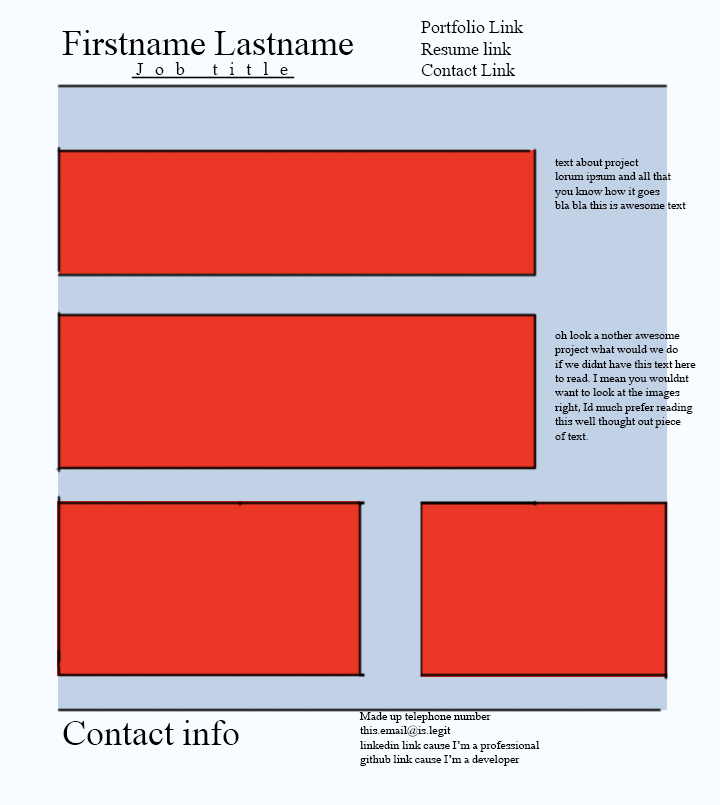 Firstname Lastname
Job title
Portfolio Link
Resume link
Contact Link
text about project
lorum ipsum and all that
you know how it goes
bla bla this is awesome text
oh look a nother awesome
project what would we do
if we didnt have this text here
to read. I mean you wouldnt
want to look at the images
right, Id much prefer reading
this well thought out piece
of text.
Contact info
Made up telephone number
this.email@is.legit
linkedin link cause I'm a professional
github link cause I'm a developer